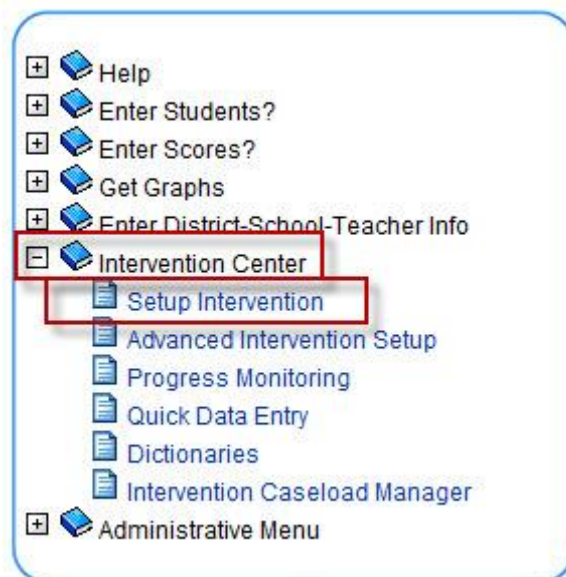 Help
Enter Students?
Enter Scores?
Get Graphs
Enter District-School-Teacher Info
Intervention Center
Setup Intervention
Advanced Intervention Setup
Progress Monitoring
Quick Data Entry
Dictionaries
Intervention Caseload Manager
Administrative Menu